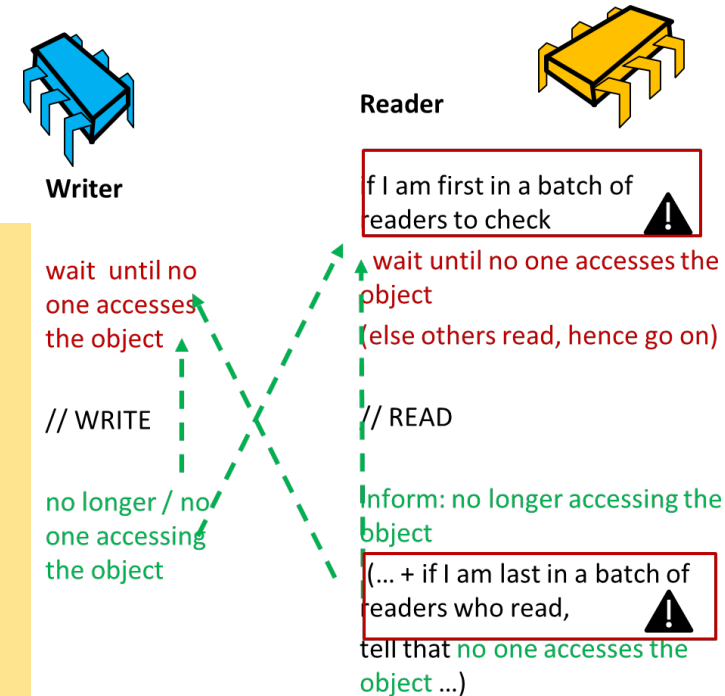 Writer
wait until no
one accesses
the object
// WRITE
no longer / no
one accessing
the object
Reader
if I am first in a batch of
readers to check
wait until no one accesses the
object
(else others read, hence go on)
// READ
Inform: no longer accessing the
object
(… + if I am last in a batch of
readers who read,
tell that no one accesses the
object …)